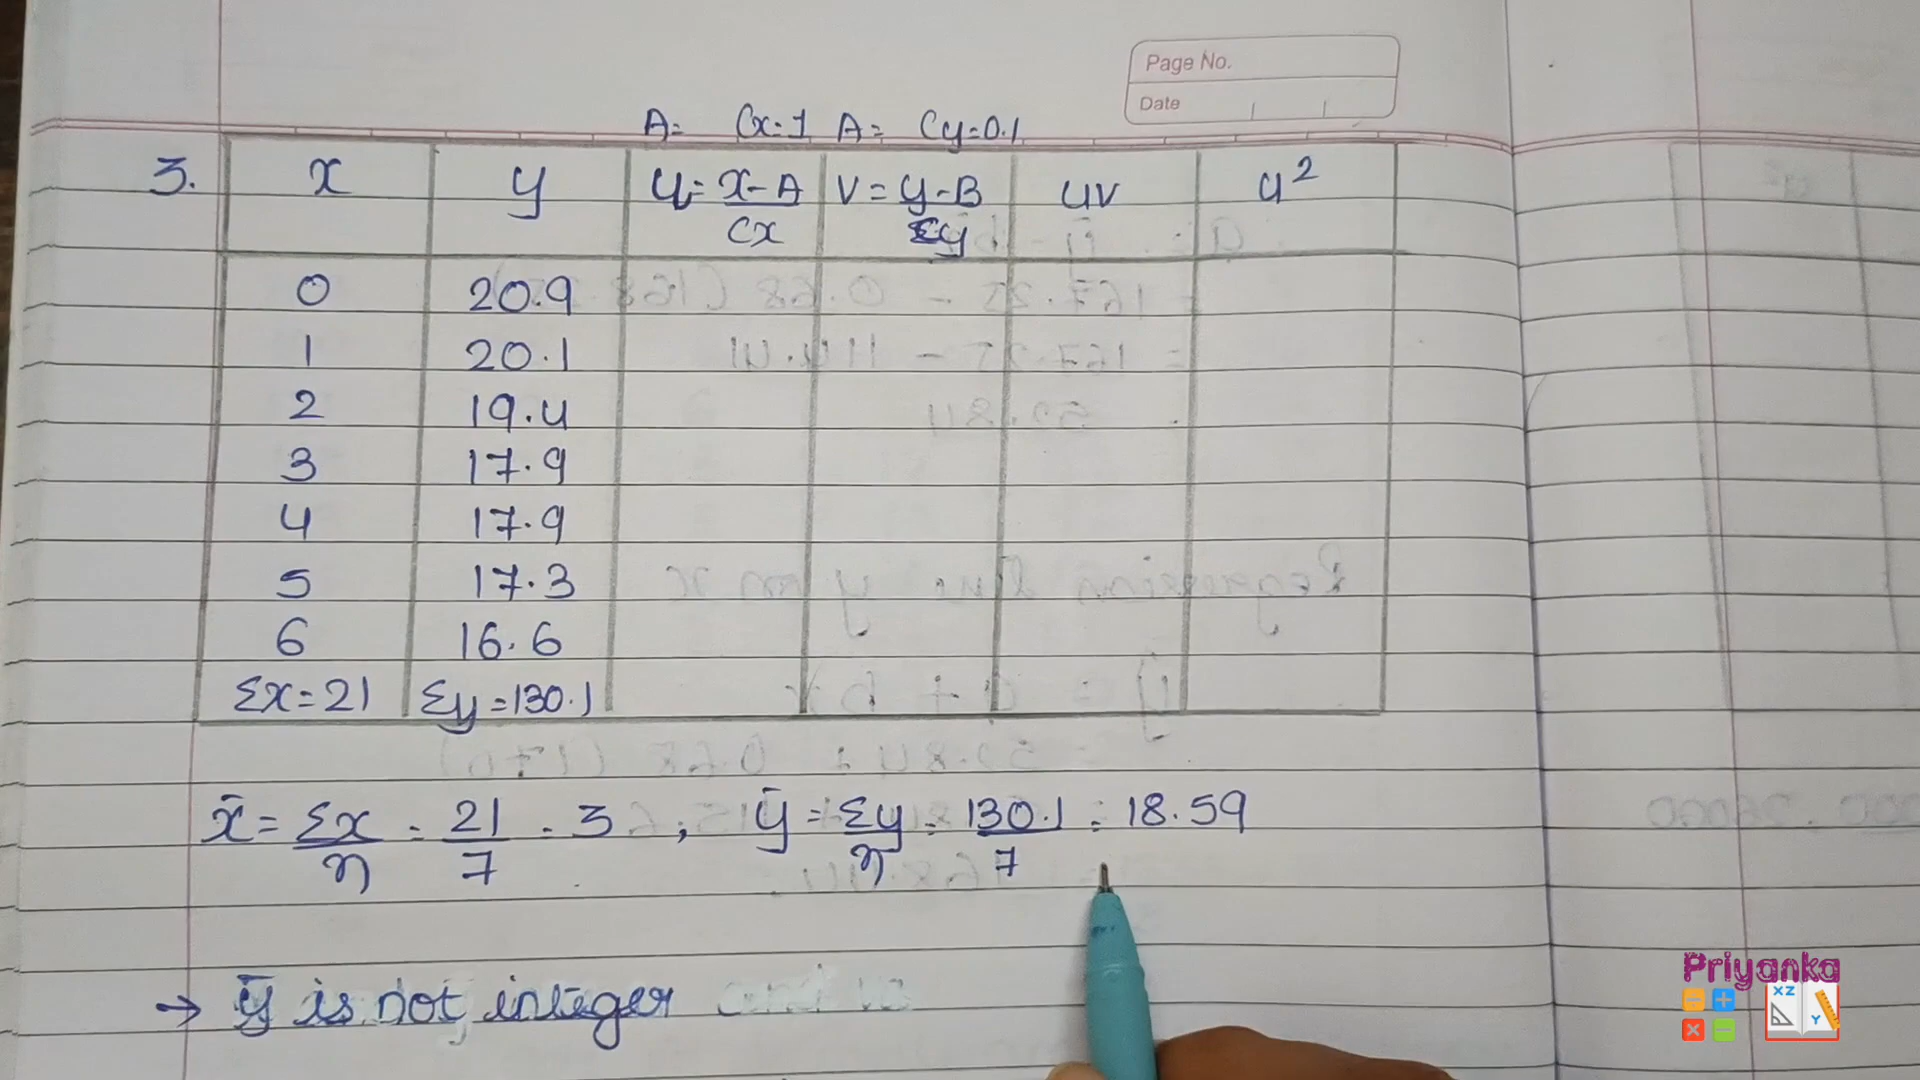 Page No.
Date
A= Cx=1 A= Cy=0.1
3. x y u=x-A/Cx v=y-B/Cy uv u²
0 20.9
1 20.1
2 19.4
3 17.9
4 17.9
5 17.3
6 16.6
Σx=21 Σy=130.1
x̄ = Σx/n = 21/7 = 3 ; ȳ = Σy/n = 130.1/7 = 18.59
→ ȳ is not integer
Priyanka
XZ
Y